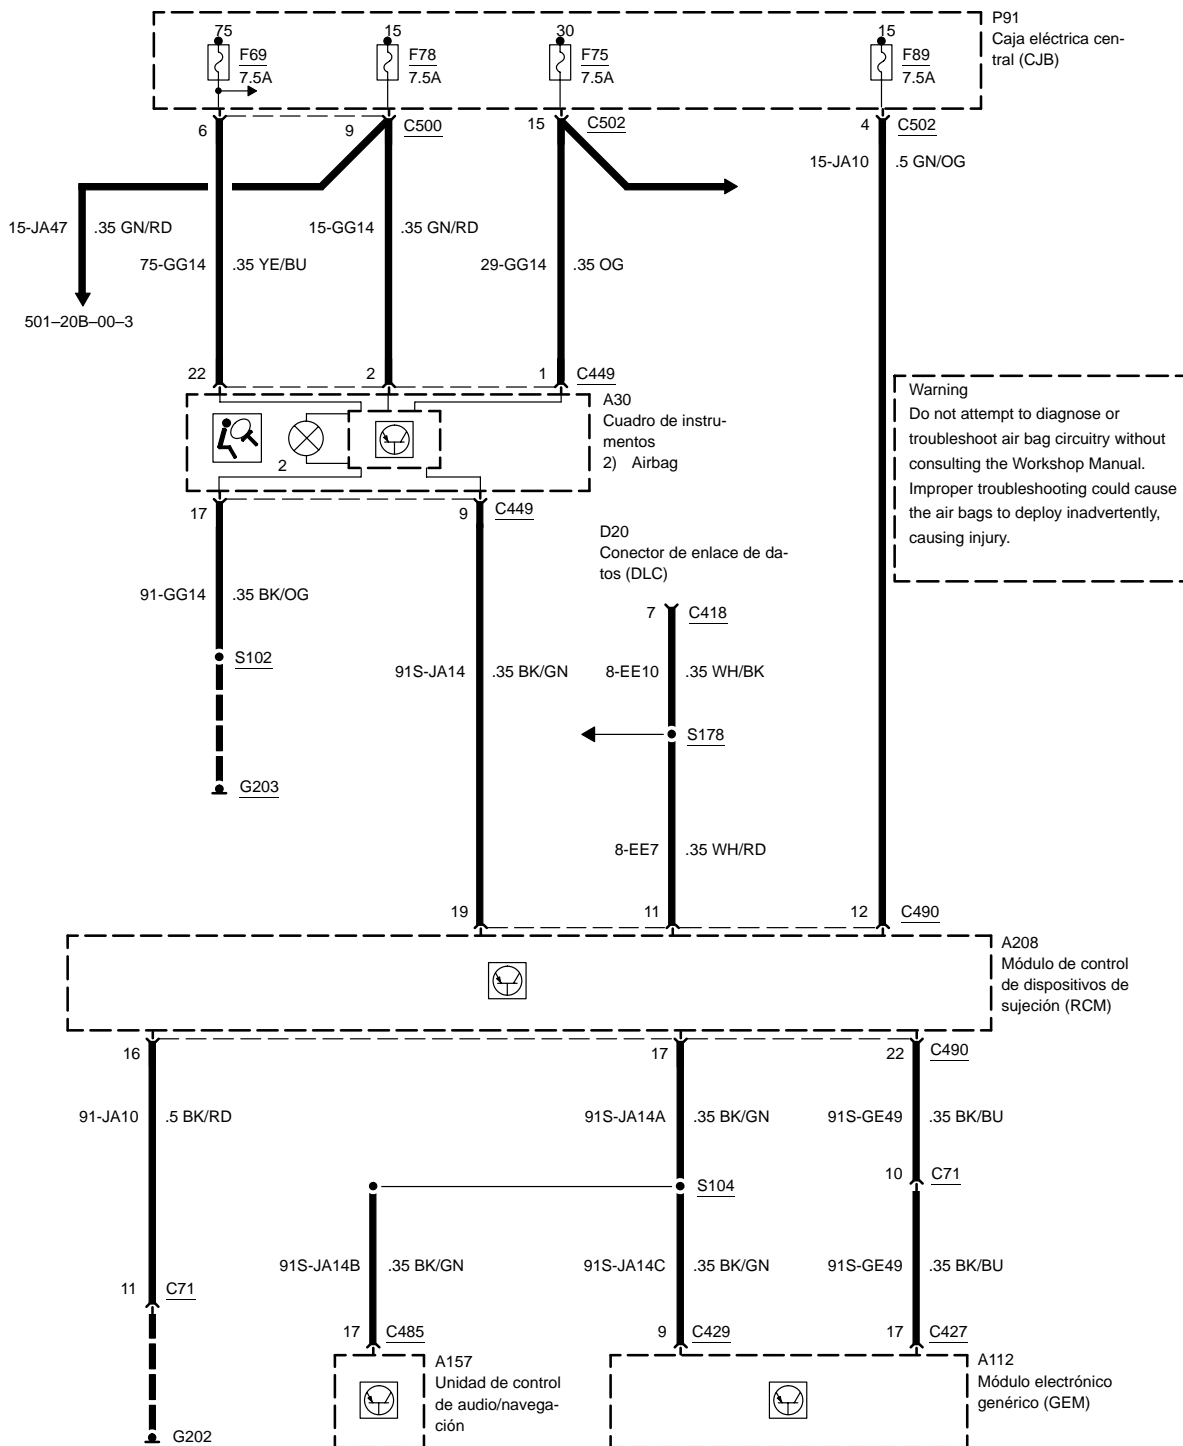 P91
Caja eléctrica cen-
tral (CJB)
75
15
30
15
F69
7.5A
F78
7.5A
F75
7.5A
F89
7.5A
6
9
C500
15
C502
4
C502
15-JA10
.5 GN/OG
15-JA47
.35 GN/RD
15-GG14
.35 GN/RD
75-GG14
.35 YE/BU
29-GG14
.35 OG
501–20B–00–3
22
2
1
C449
A30
Cuadro de instru-
mentos
2) Airbag
2
Warning
Do not attempt to diagnose or
troubleshoot air bag circuitry without
consulting the Workshop Manual.
Improper troubleshooting could cause
the air bags to deploy inadvertently,
causing injury.
17
9
C449
D20
Conector de enlace de da-
tos (DLC)
91-GG14
.35 BK/OG
7
C418
S102
91S-JA14
.35 BK/GN
8-EE10
.35 WH/BK
S178
G203
8-EE7
.35 WH/RD
19
11
12
C490
A208
Módulo de control
de dispositivos de
sujeción (RCM)
16
17
22
C490
91-JA10
.5 BK/RD
91S-JA14A
.35 BK/GN
91S-GE49
.35 BK/BU
10
C71
S104
91S-JA14B
.35 BK/GN
91S-JA14C
.35 BK/GN
91S-GE49
.35 BK/BU
11
C71
17
C485
9
C429
17
C427
A157
Unidad de control
de audio/navega-
ción
A112
Módulo electrónico
genérico (GEM)
G202